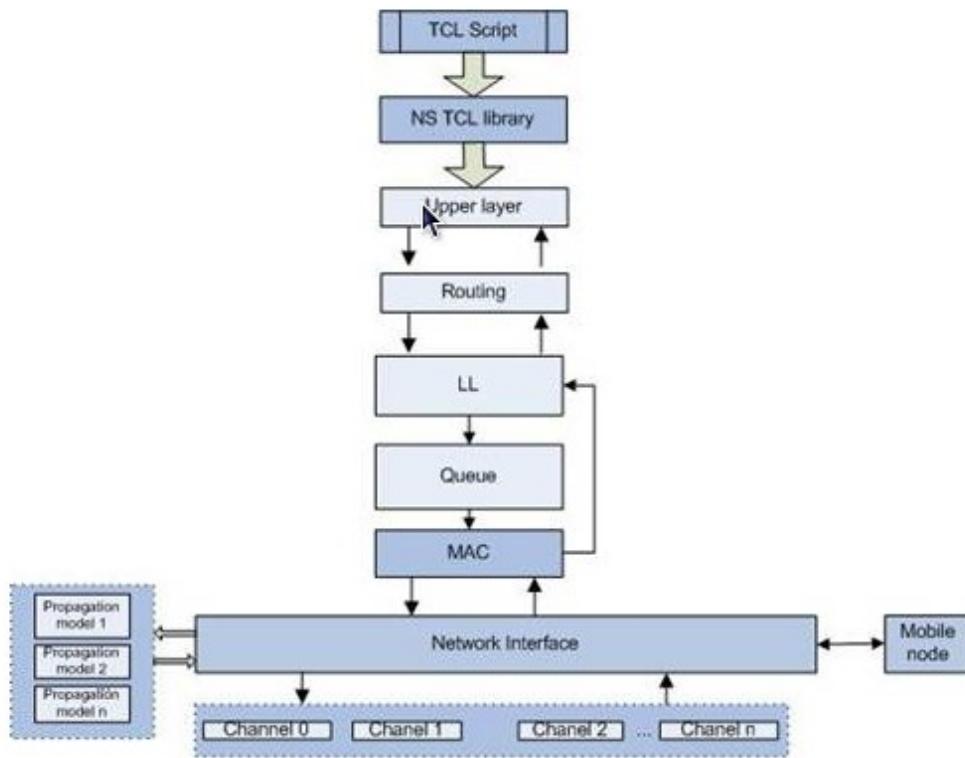 TCL Script
NS TCL library
Upper layer
Routing
LL
Queue
MAC
Propagation
model 1
Propagation
model 2
Propagation
model n
Network Interface
Mobile
node
Channel 0
Chanel 1
Chanel 2
...
Chanel n